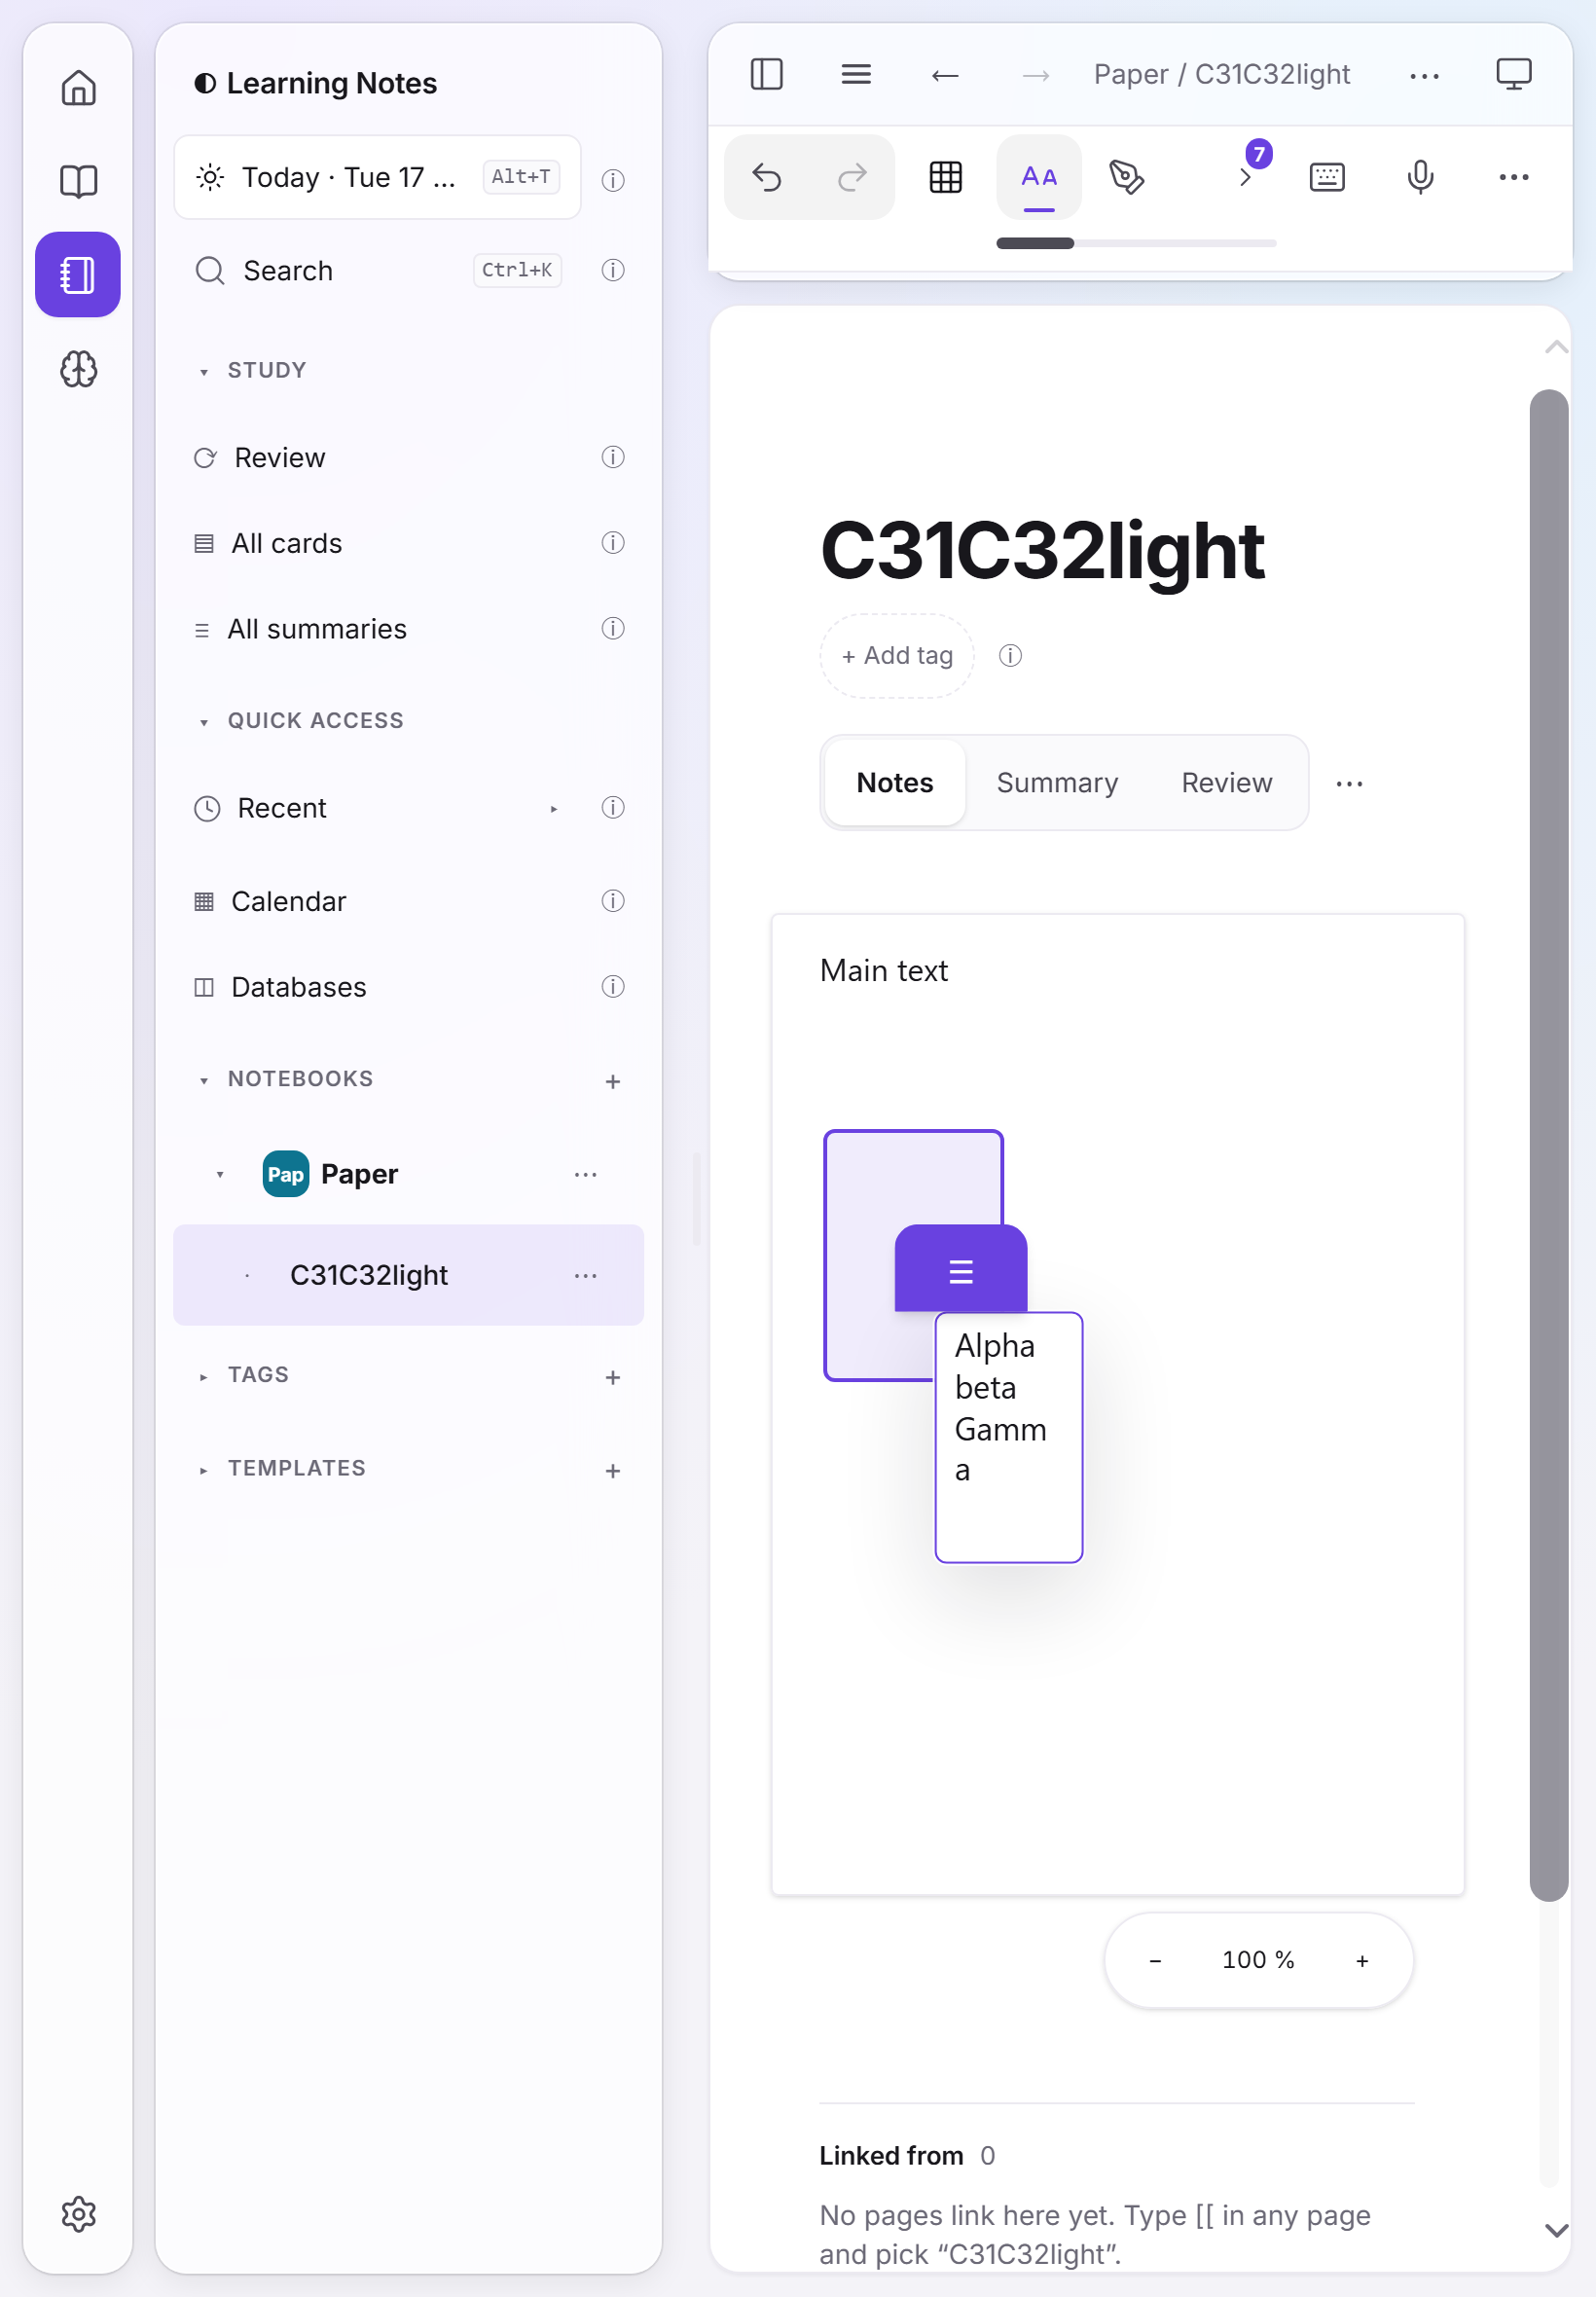 Learning Notes
Today · Tue 17 ... Alt+T
Search Ctrl+K
STUDY
Review
All cards
All summaries
QUICK ACCESS
Recent
Calendar
Databases
NOTEBOOKS +
Pap Paper ...
C31C32light ...
TAGS +
TEMPLATES +
Paper / C31C32light ...
AA
7
C31C32light
+ Add tag
Notes Summary Review ...
Main text
Alpha
beta
Gamm
a
− 100 % +
Linked from 0
No pages link here yet. Type [[ in any page
and pick “C31C32light”.